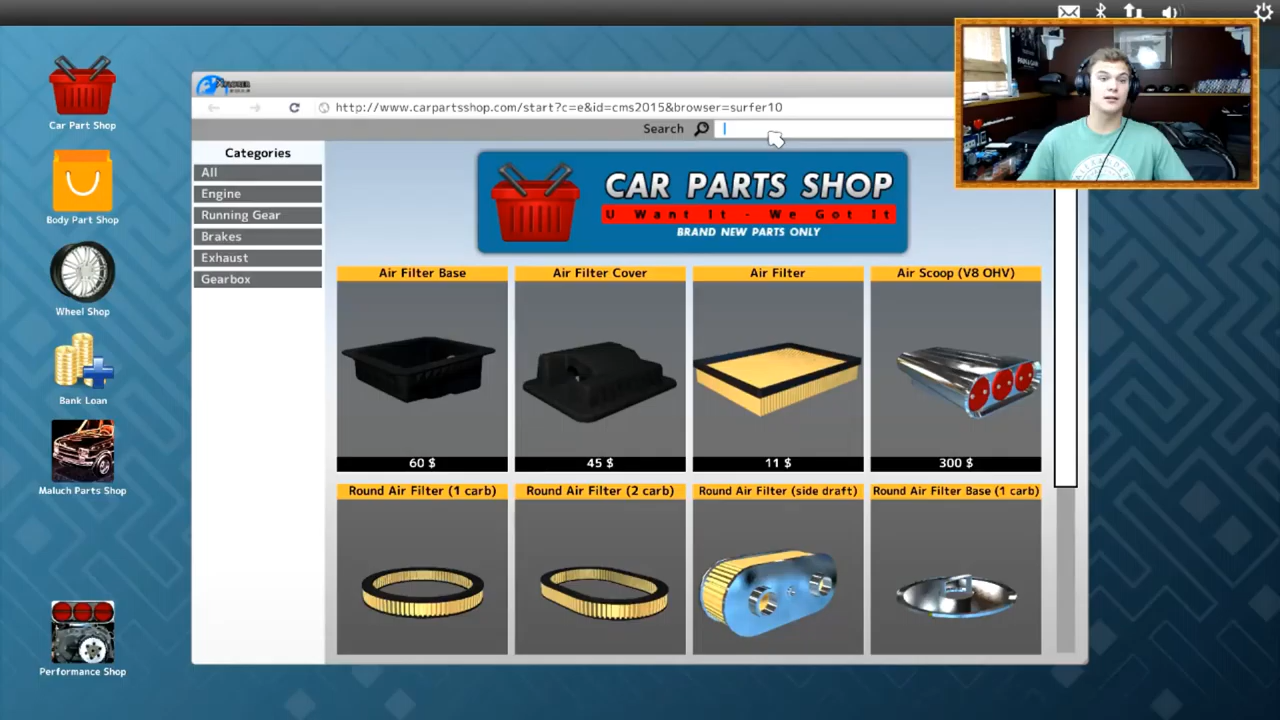 Car Part Shop
Body Part Shop
Wheel Shop
Bank Loan
Maluch Parts Shop
Performance Shop
http://www.carpartsshop.com/start?c=e&id=cms2015&browser=surfer10
Search
Categories
All
Engine
Running Gear
Brakes
Exhaust
Gearbox
CAR PARTS SHOP
U Want It - We Got It
BRAND NEW PARTS ONLY
Air Filter Base
Air Filter Cover
Air Filter
Air Scoop (V8 OHV)
60 $
45 $
11 $
300 $
Round Air Filter (1 carb)
Round Air Filter (2 carb)
Round Air Filter (side draft)
Round Air Filter Base (1 carb)